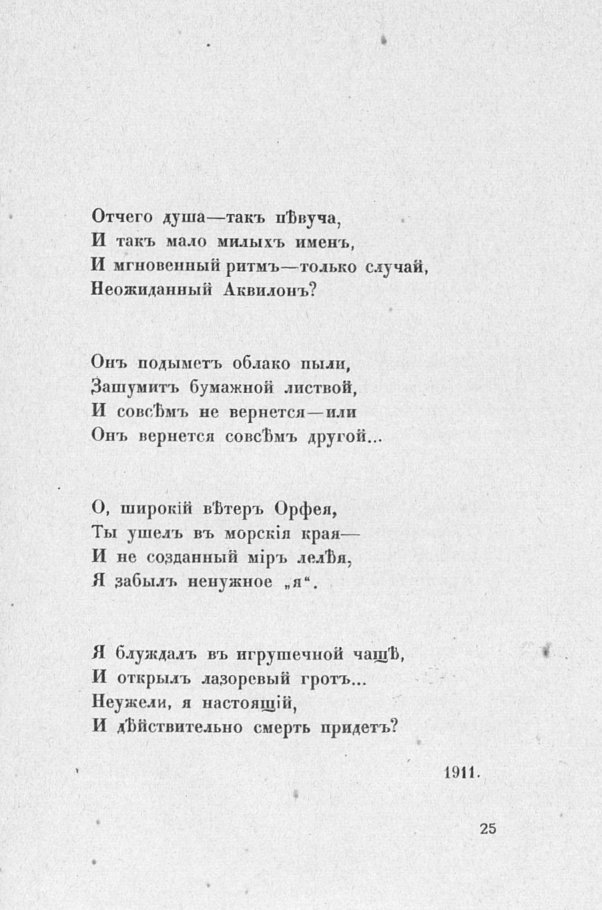 Отчего душа—такъ пѣвуча,
И такъ мало милыхъ именъ,
И мгновенный ритмъ—только случай,
Неожиданный Аквилонъ?
Онъ подыметъ облако пыли,
Зашумитъ бумажной листвой,
И совсѣмъ не вернется—или
Онъ вернется совсѣмъ другой...
О, широкій вѣтеръ Орфея,
Ты ушелъ въ морскія края—
И не созданный міръ лелѣя,
Я забылъ ненужное „я“.
Я блуждалъ въ игрушечной чащѣ,
И открылъ лазоревый гротъ...
Неужели, я настоящій,
И дѣйствительно смерть придетъ?
1911.
25